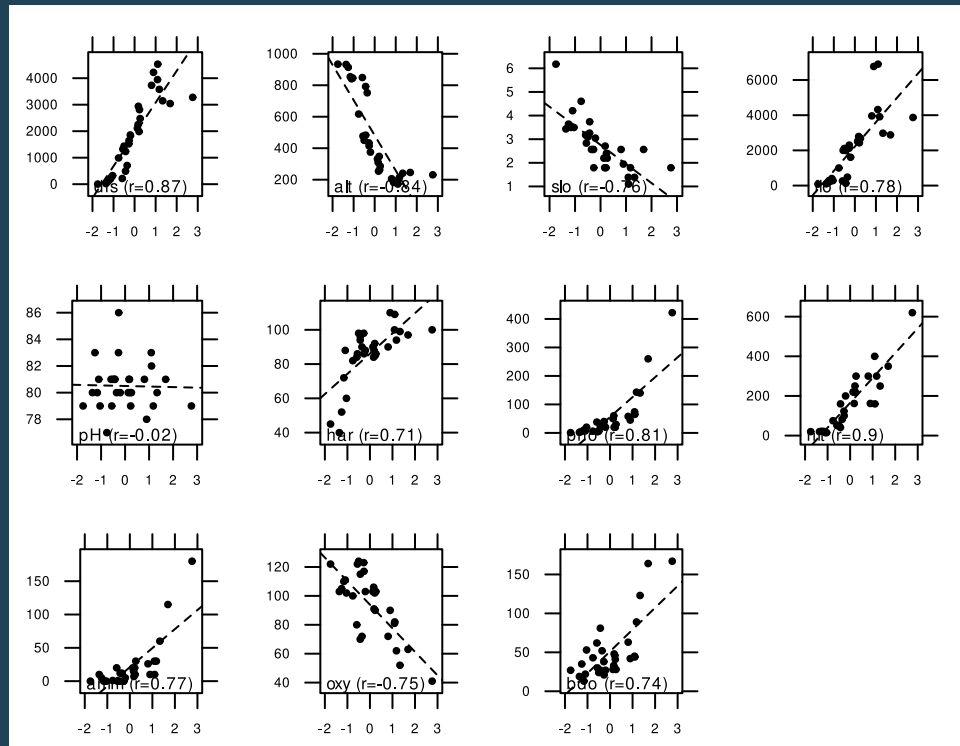 4000
3000
2000
1000
0
(r=0.87)
-2 -1 0 1 2 3
1000
800
600
400
200
alt (r=-0.84)
-2 -1 0 1 2 3
6
5
4
3
2
1
slo (r=-0.76)
-2 -1 0 1 2 3
6000
4000
2000
0
(r=0.78)
-2 -1 0 1 2 3
86
84
82
80
78
pH (r=-0.02)
-2 -1 0 1 2 3
100
80
60
40
har (r=0.71)
-2 -1 0 1 2 3
400
300
200
100
0
pho (r=0.81)
-2 -1 0 1 2 3
600
400
200
0
(r=0.9)
-2 -1 0 1 2 3
150
100
50
0
amm (r=0.77)
-2 -1 0 1 2 3
120
100
80
60
40
oxy (r=-0.75)
-2 -1 0 1 2 3
150
100
50
0
bdo (r=0.74)
-2 -1 0 1 2 3